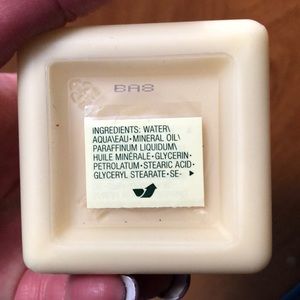 BA8
INGREDIENTS: WATER\
AQUA\EAU•MINERAL OIL\
PARAFFINUM LIQUIDUM\
HUILE MINÉRALE•GLYCERIN•
PETROLATUM•STEARIC ACID•
GLYCERYL STEARATE•SE-